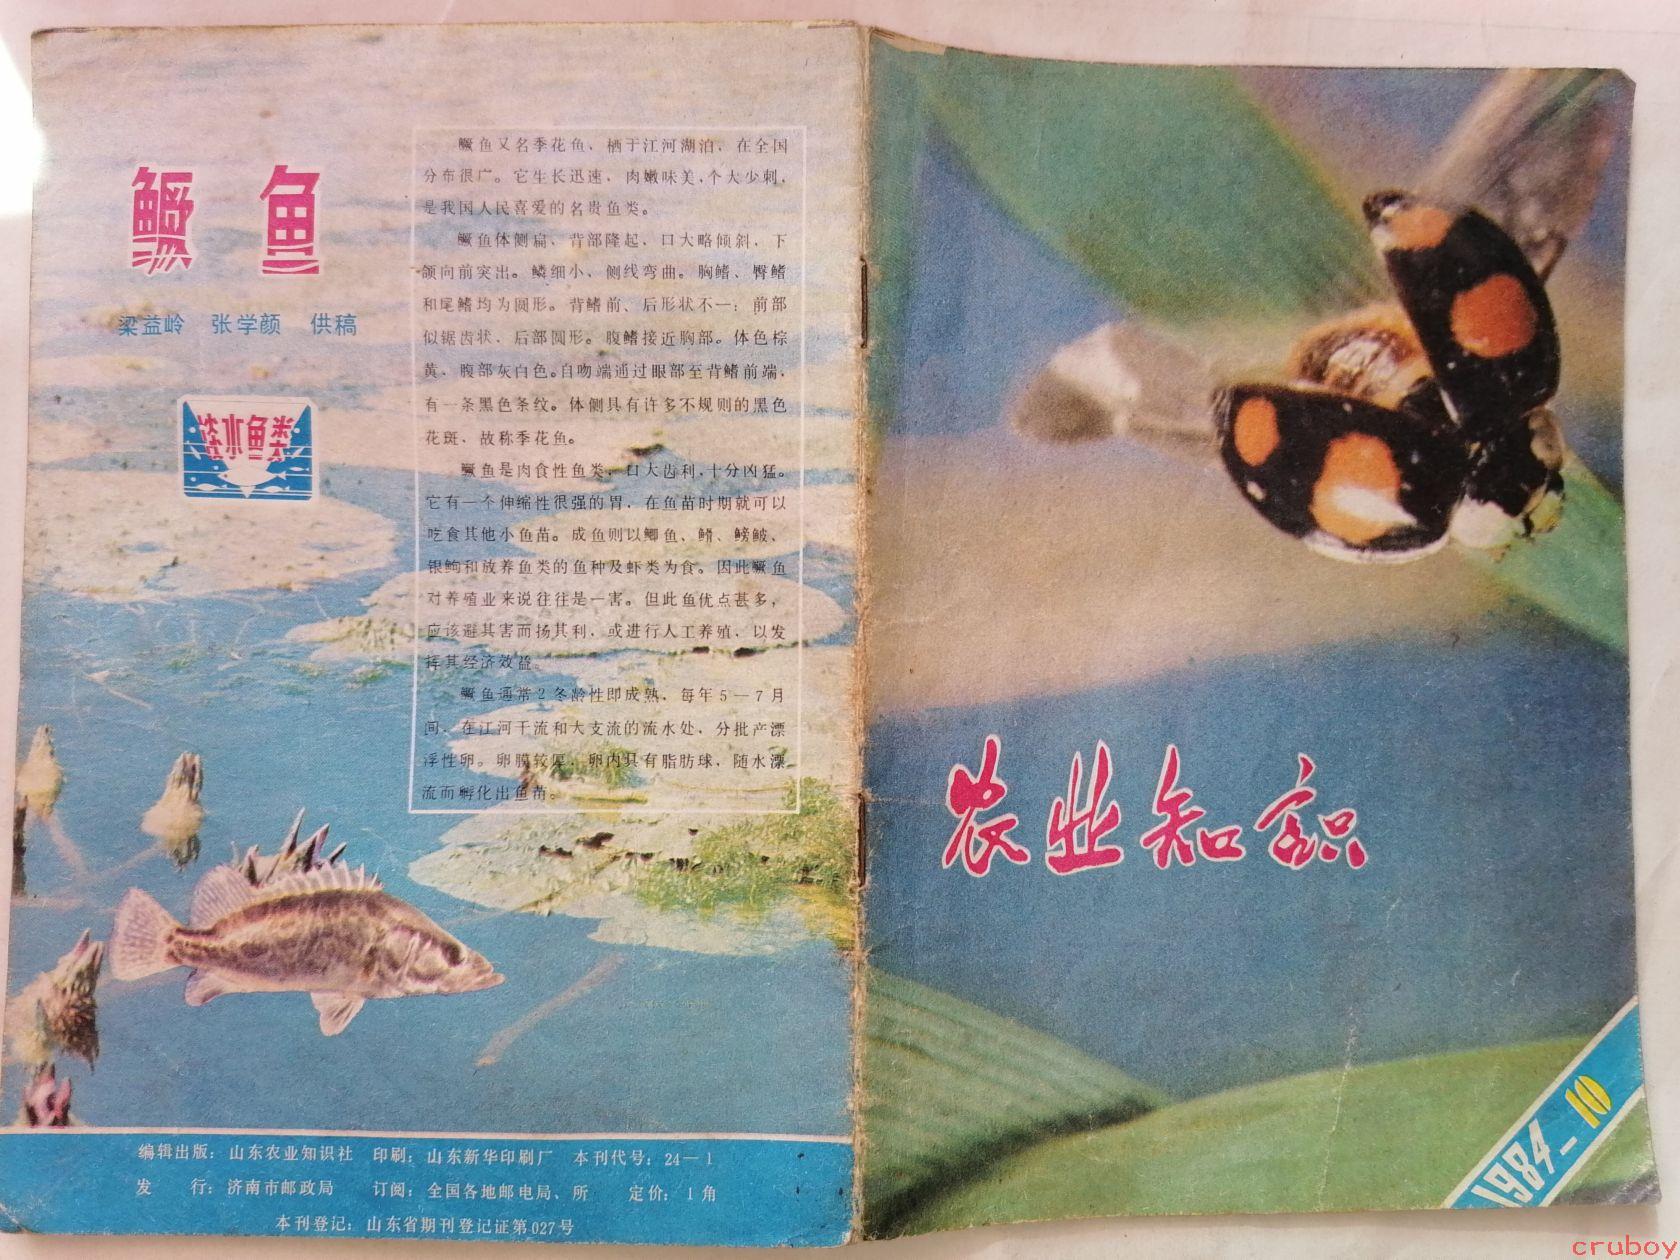 鳜鱼
梁益岭 张学颜 供稿
淡水鱼类
鳜鱼又名季花鱼、栖于江河湖泊，在全国
分布很广。它生长迅速，肉嫩味美，个大少刺，
是我国人民喜爱的名贵鱼类。
鳜鱼体侧扁，背部隆起，口大略倾斜，下
颌向前突出。鳞细小、侧线弯曲。胸鳍、臀鳍
和尾鳍均为圆形。背鳍前、后形状不一：前部
似锯齿状，后部圆形。腹鳍接近胸部。体色棕
黄，腹部灰白色。自吻端通过眼部至背鳍前端，
有一条黑色条纹。体侧具有许多不规则的黑色
花斑，故称季花鱼。
鳜鱼是肉食性鱼类，口大齿利，十分凶猛。
它有一个伸缩性很强的胃，在鱼苗时期就可以
吃食其他小鱼苗。成鱼则以鲫鱼、鳍、鳑鲏、
银鮈和放养鱼类的鱼种及虾类为食。因此鳜鱼
对养殖业来说往往是一害。但此鱼优点甚多，
应该避其害而扬其利，或进行人工养殖，以发
挥其经济效益。
鳜鱼通常2冬龄性即成熟，每年5—7月
间，在江河干流和大支流的流水处，分批产漂
浮性卵。卵膜较厚，卵内具有脂肪球，随水漂
流而孵化出鱼苗。
编辑出版：山东农业知识社 印刷：山东新华印刷厂 本刊代号：24—1
发 行：济南市邮政局 订阅：全国各地邮电局、所 定价：1角
本刊登记：山东省期刊登记证第027号
农业知识
1984—10
cruboy